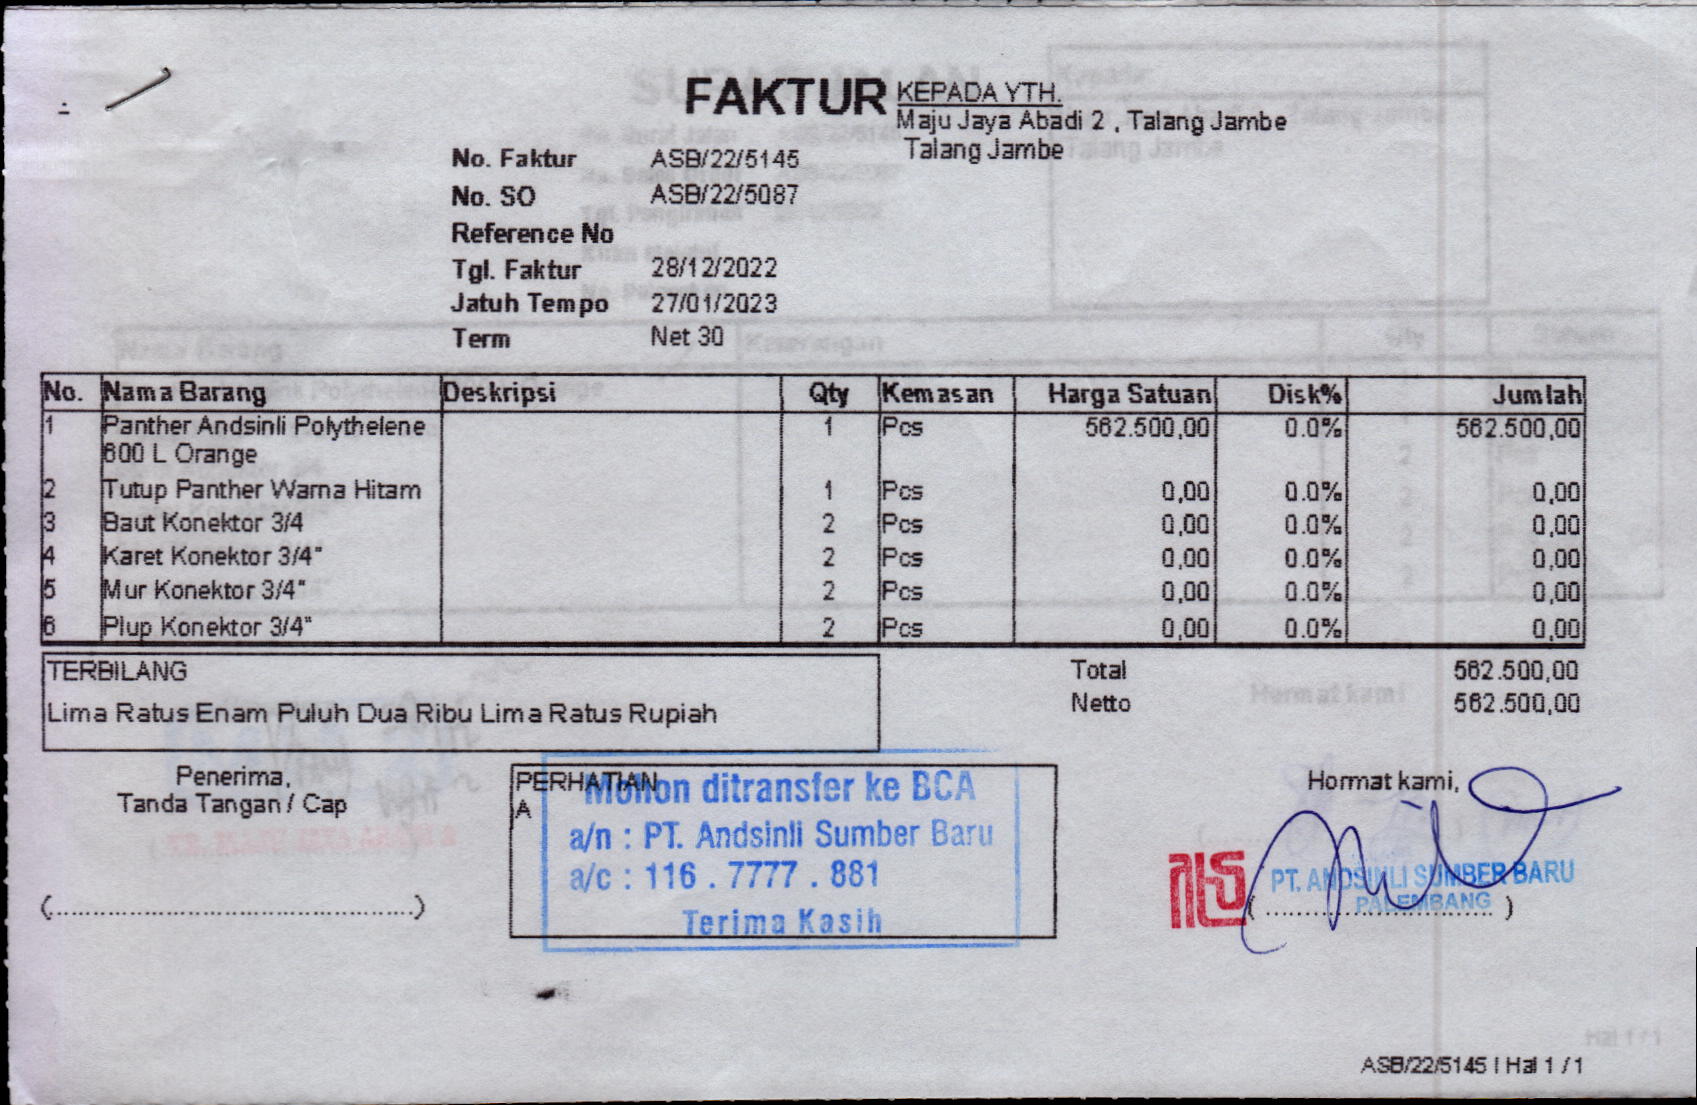 FAKTUR
KEPADA YTH.
Maju Jaya Abadi 2 , Talang Jambe
Talang Jambe
No. Faktur ASB/22/5145
No. SO ASB/22/5087
Reference No
Tgl. Faktur 28/12/2022
Jatuh Tempo 27/01/2023
Term Net 30
No. Nama Barang Deskripsi Qty Kemasan Harga Satuan Disk% Jumlah
1 Panther Andsinli Polythelene 1 Pcs 562.500,00 0.0% 562.500,00
600 L Orange
2 Tutup Panther Warna Hitam 1 Pcs 0,00 0.0% 0,00
3 Baut Konektor 3/4 2 Pcs 0,00 0.0% 0,00
4 Karet Konektor 3/4" 2 Pcs 0,00 0.0% 0,00
5 Mur Konektor 3/4" 2 Pcs 0,00 0.0% 0,00
6 Plup Konektor 3/4" 2 Pcs 0,00 0.0% 0,00
TERBILANG
Lima Ratus Enam Puluh Dua Ribu Lima Ratus Rupiah
Total 562.500,00
Netto 562.500,00
Penerima,
Tanda Tangan / Cap
(..............................................)
PERHATIAN
A
Mohon ditransfer ke BCA
a/n : PT. Andsinli Sumber Baru
a/c : 116 . 7777 . 881
Terima Kasih
Hormat kami,
PT. ANDSINLI SUMBER BARU
PALEMBANG
( .............................. )
ASB/22/5145 | Hal 1 / 1